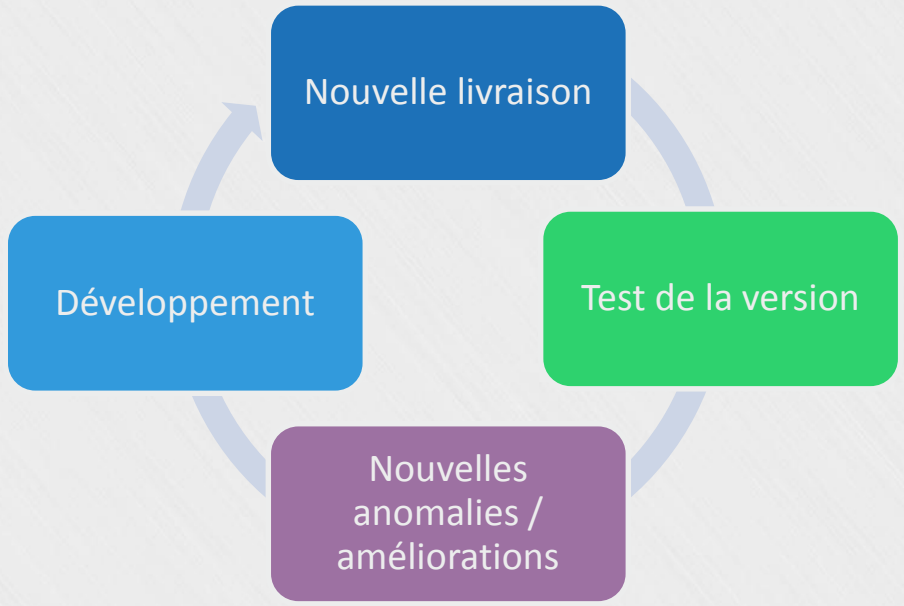 Nouvelle livraison
Développement
Test de la version
Nouvelles
anomalies /
améliorations